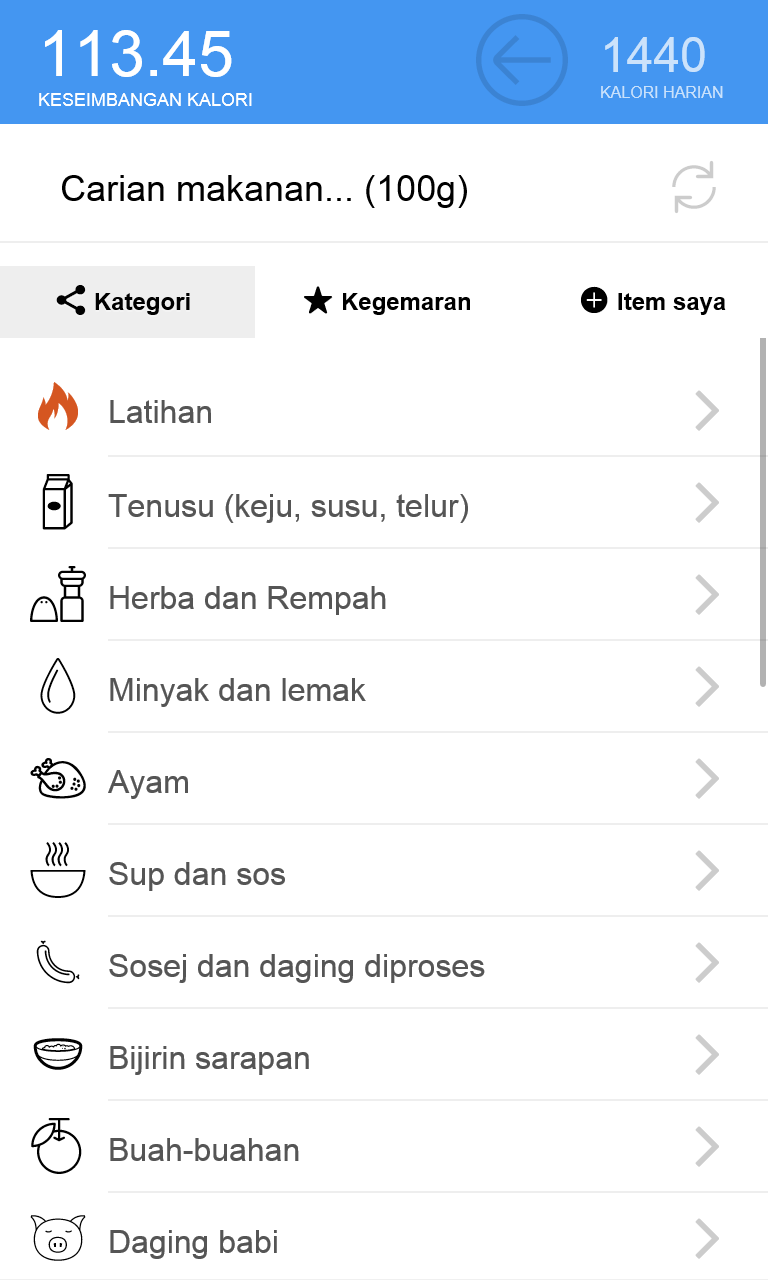 113.45
KESEIMBANGAN KALORI
1440
KALORI HARIAN
Carian makanan... (100g)
Kategori
Kegemaran
Item saya
Latihan
Tenusu (keju, susu, telur)
Herba dan Rempah
Minyak dan lemak
Ayam
Sup dan sos
Sosej dan daging diproses
Bijirin sarapan
Buah-buahan
Daging babi